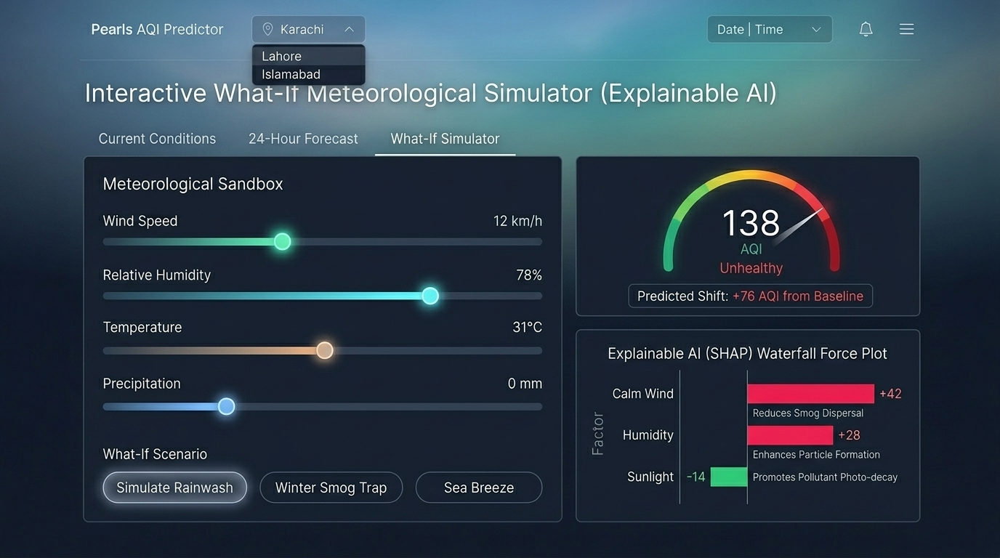 Pearls AQI Predictor
Karachi
Date | Time
Lahore
Islamabad
Interactive What-If Meteorological Simulator (Explainable AI)
Current Conditions
24-Hour Forecast
What-If Simulator
Meteorological Sandbox
Wind Speed
12 km/h
Relative Humidity
78%
Temperature
31°C
Precipitation
0 mm
What-If Scenario
Simulate Rainwash
Winter Smog Trap
Sea Breeze
138
AQI
Unhealthy
Predicted Shift: +76 AQI from Baseline
Explainable AI (SHAP) Waterfall Force Plot
Factor
Calm Wind
+42
Reduces Smog Dispersal
Humidity
+28
Enhances Particle Formation
Sunlight
-14
Promotes Pollutant Photo-decay